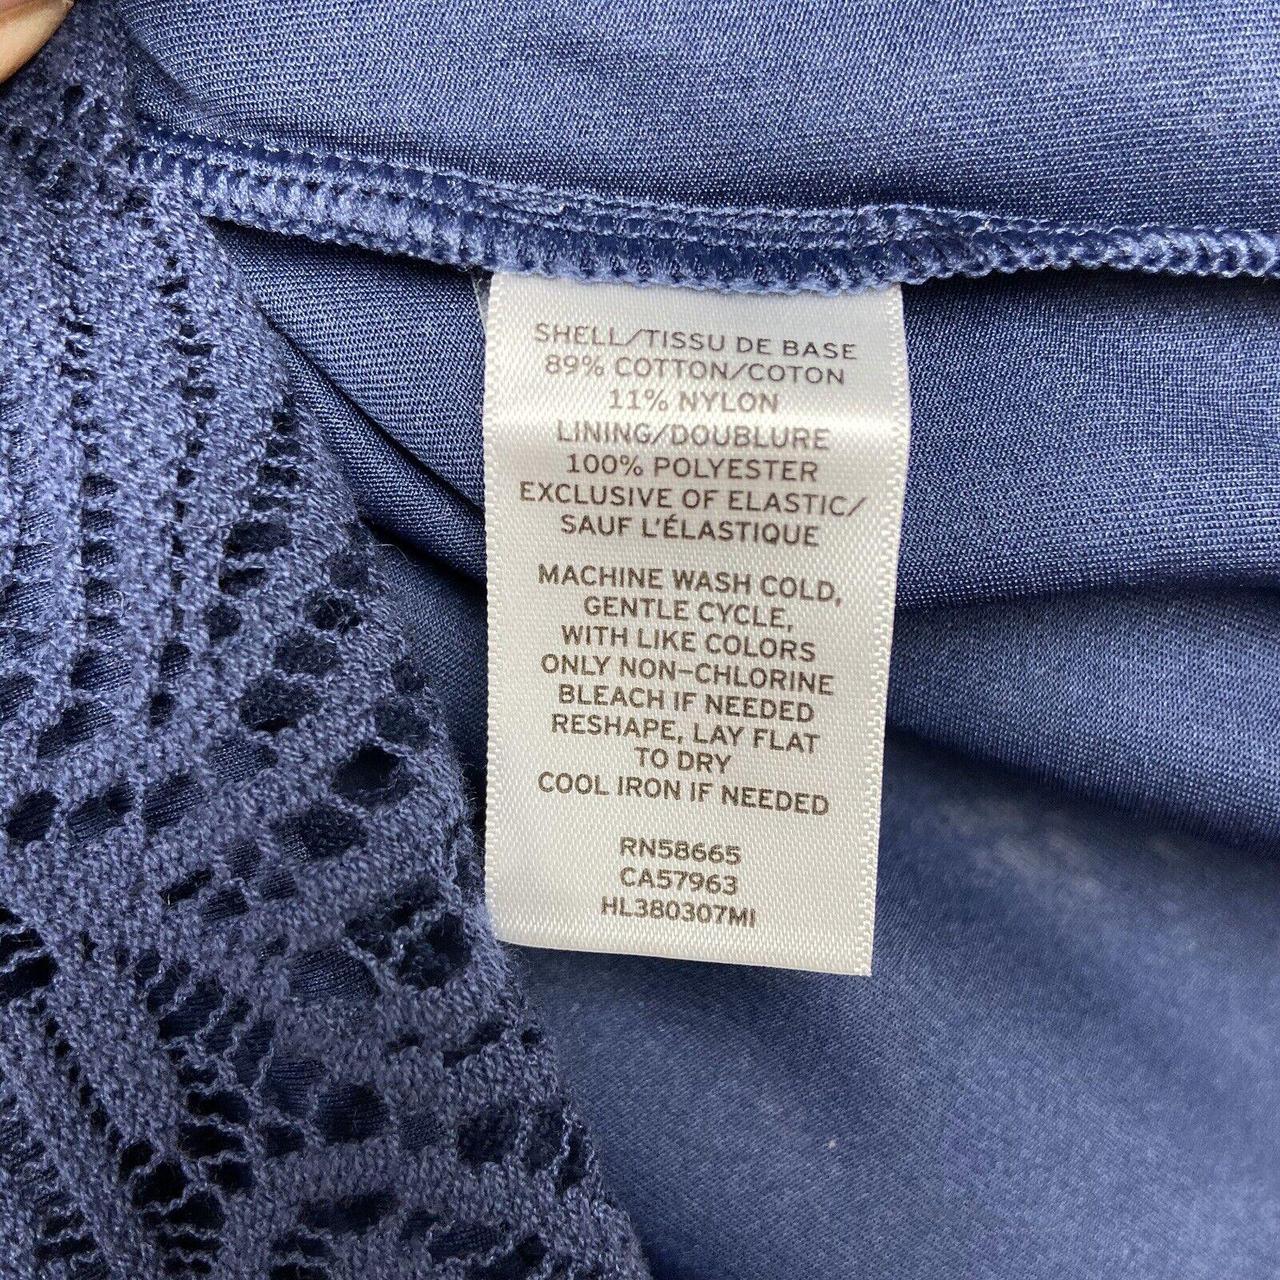 SHELL/TISSU DE BASE
89% COTTON/COTON
11% NYLON
LINING/DOUBLURE
100% POLYESTER
EXCLUSIVE OF ELASTIC/
SAUF L'ÉLASTIQUE
MACHINE WASH COLD,
GENTLE CYCLE,
WITH LIKE COLORS
ONLY NON-CHLORINE
BLEACH IF NEEDED
RESHAPE, LAY FLAT
TO DRY
COOL IRON IF NEEDED
RN58665
CA57963
HL380307MI